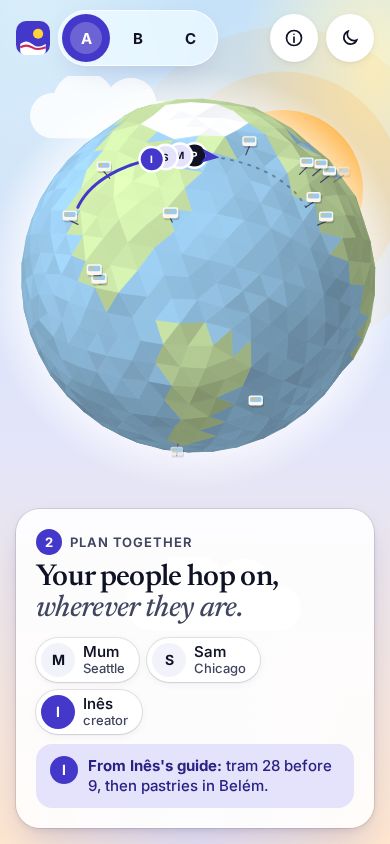 A B C
I S M P
2 PLAN TOGETHER
Your people hop on,
wherever they are.
M Mum
Seattle
S Sam
Chicago
I Inês
creator
I From Inês's guide: tram 28 before
9, then pastries in Belém.